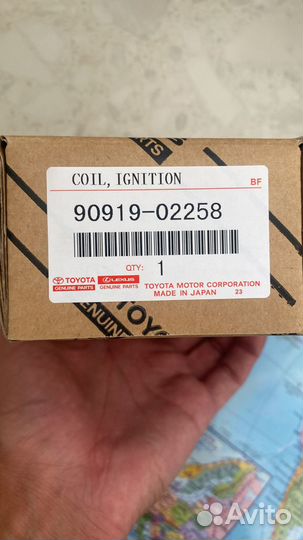 COIL, IGNITION
BF
90919-02258
QTY: 1
TOYOTA LEXUS TOYOTA MOTOR CORPORATION
GENUINE PARTS GENUINE PARTS MADE IN JAPAN 23
TOYO
Avito